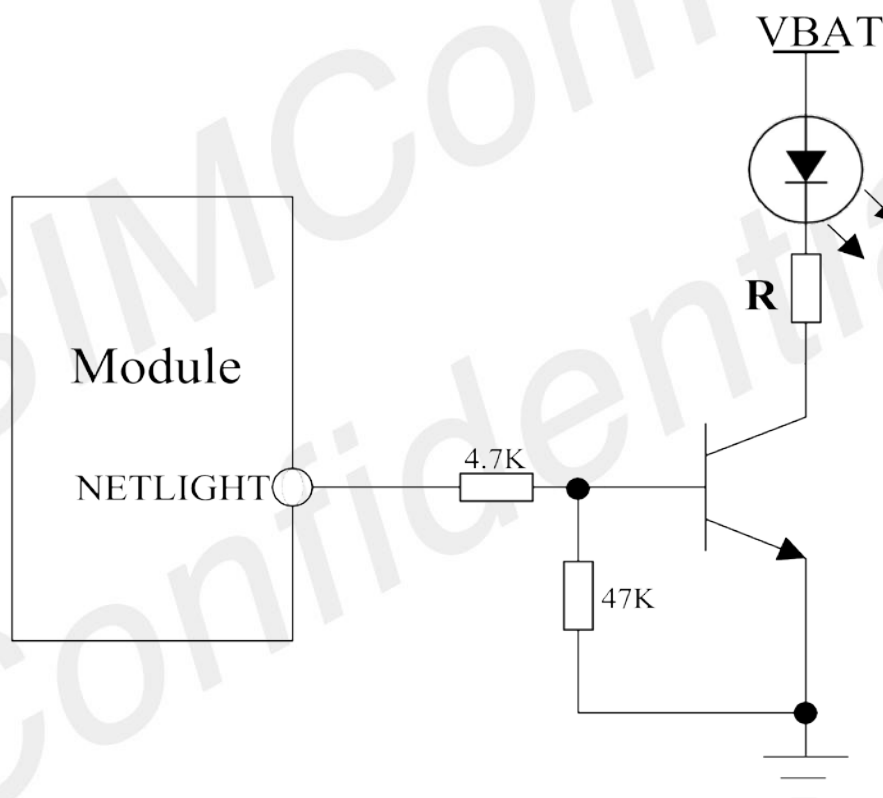 VBAT
R
Module
4.7K
NETLIGHT
47K
SIMCom
Confidential